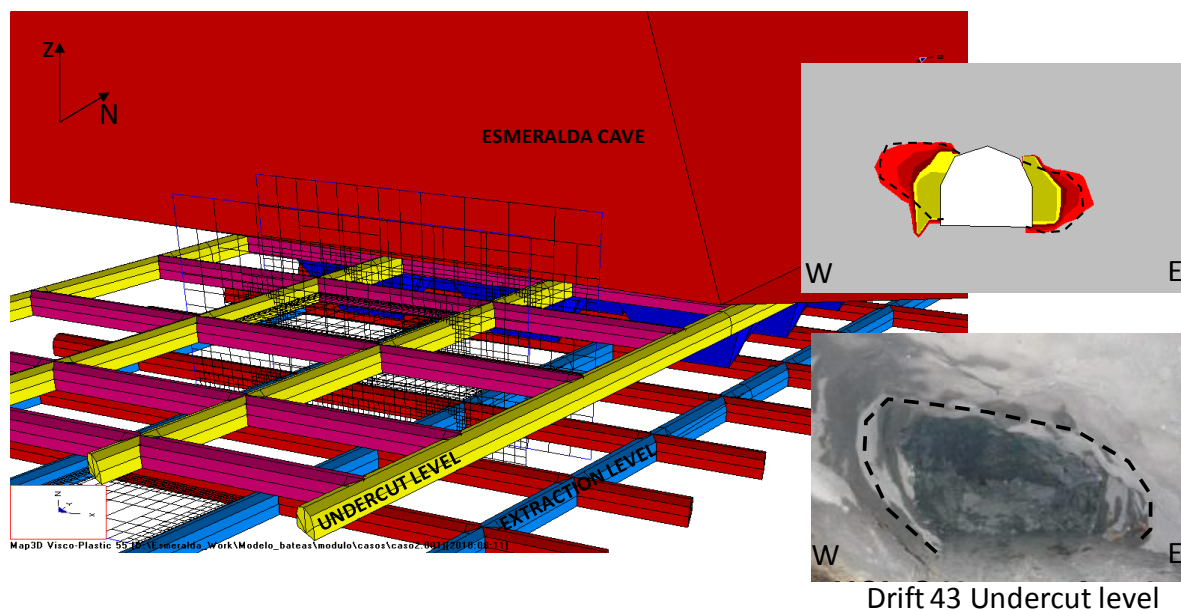 Z
N
ESMERALDA CAVE
W
E
UNDERCUT LEVEL
EXTRACTION LEVEL
W
E
Drift 43 Undercut level